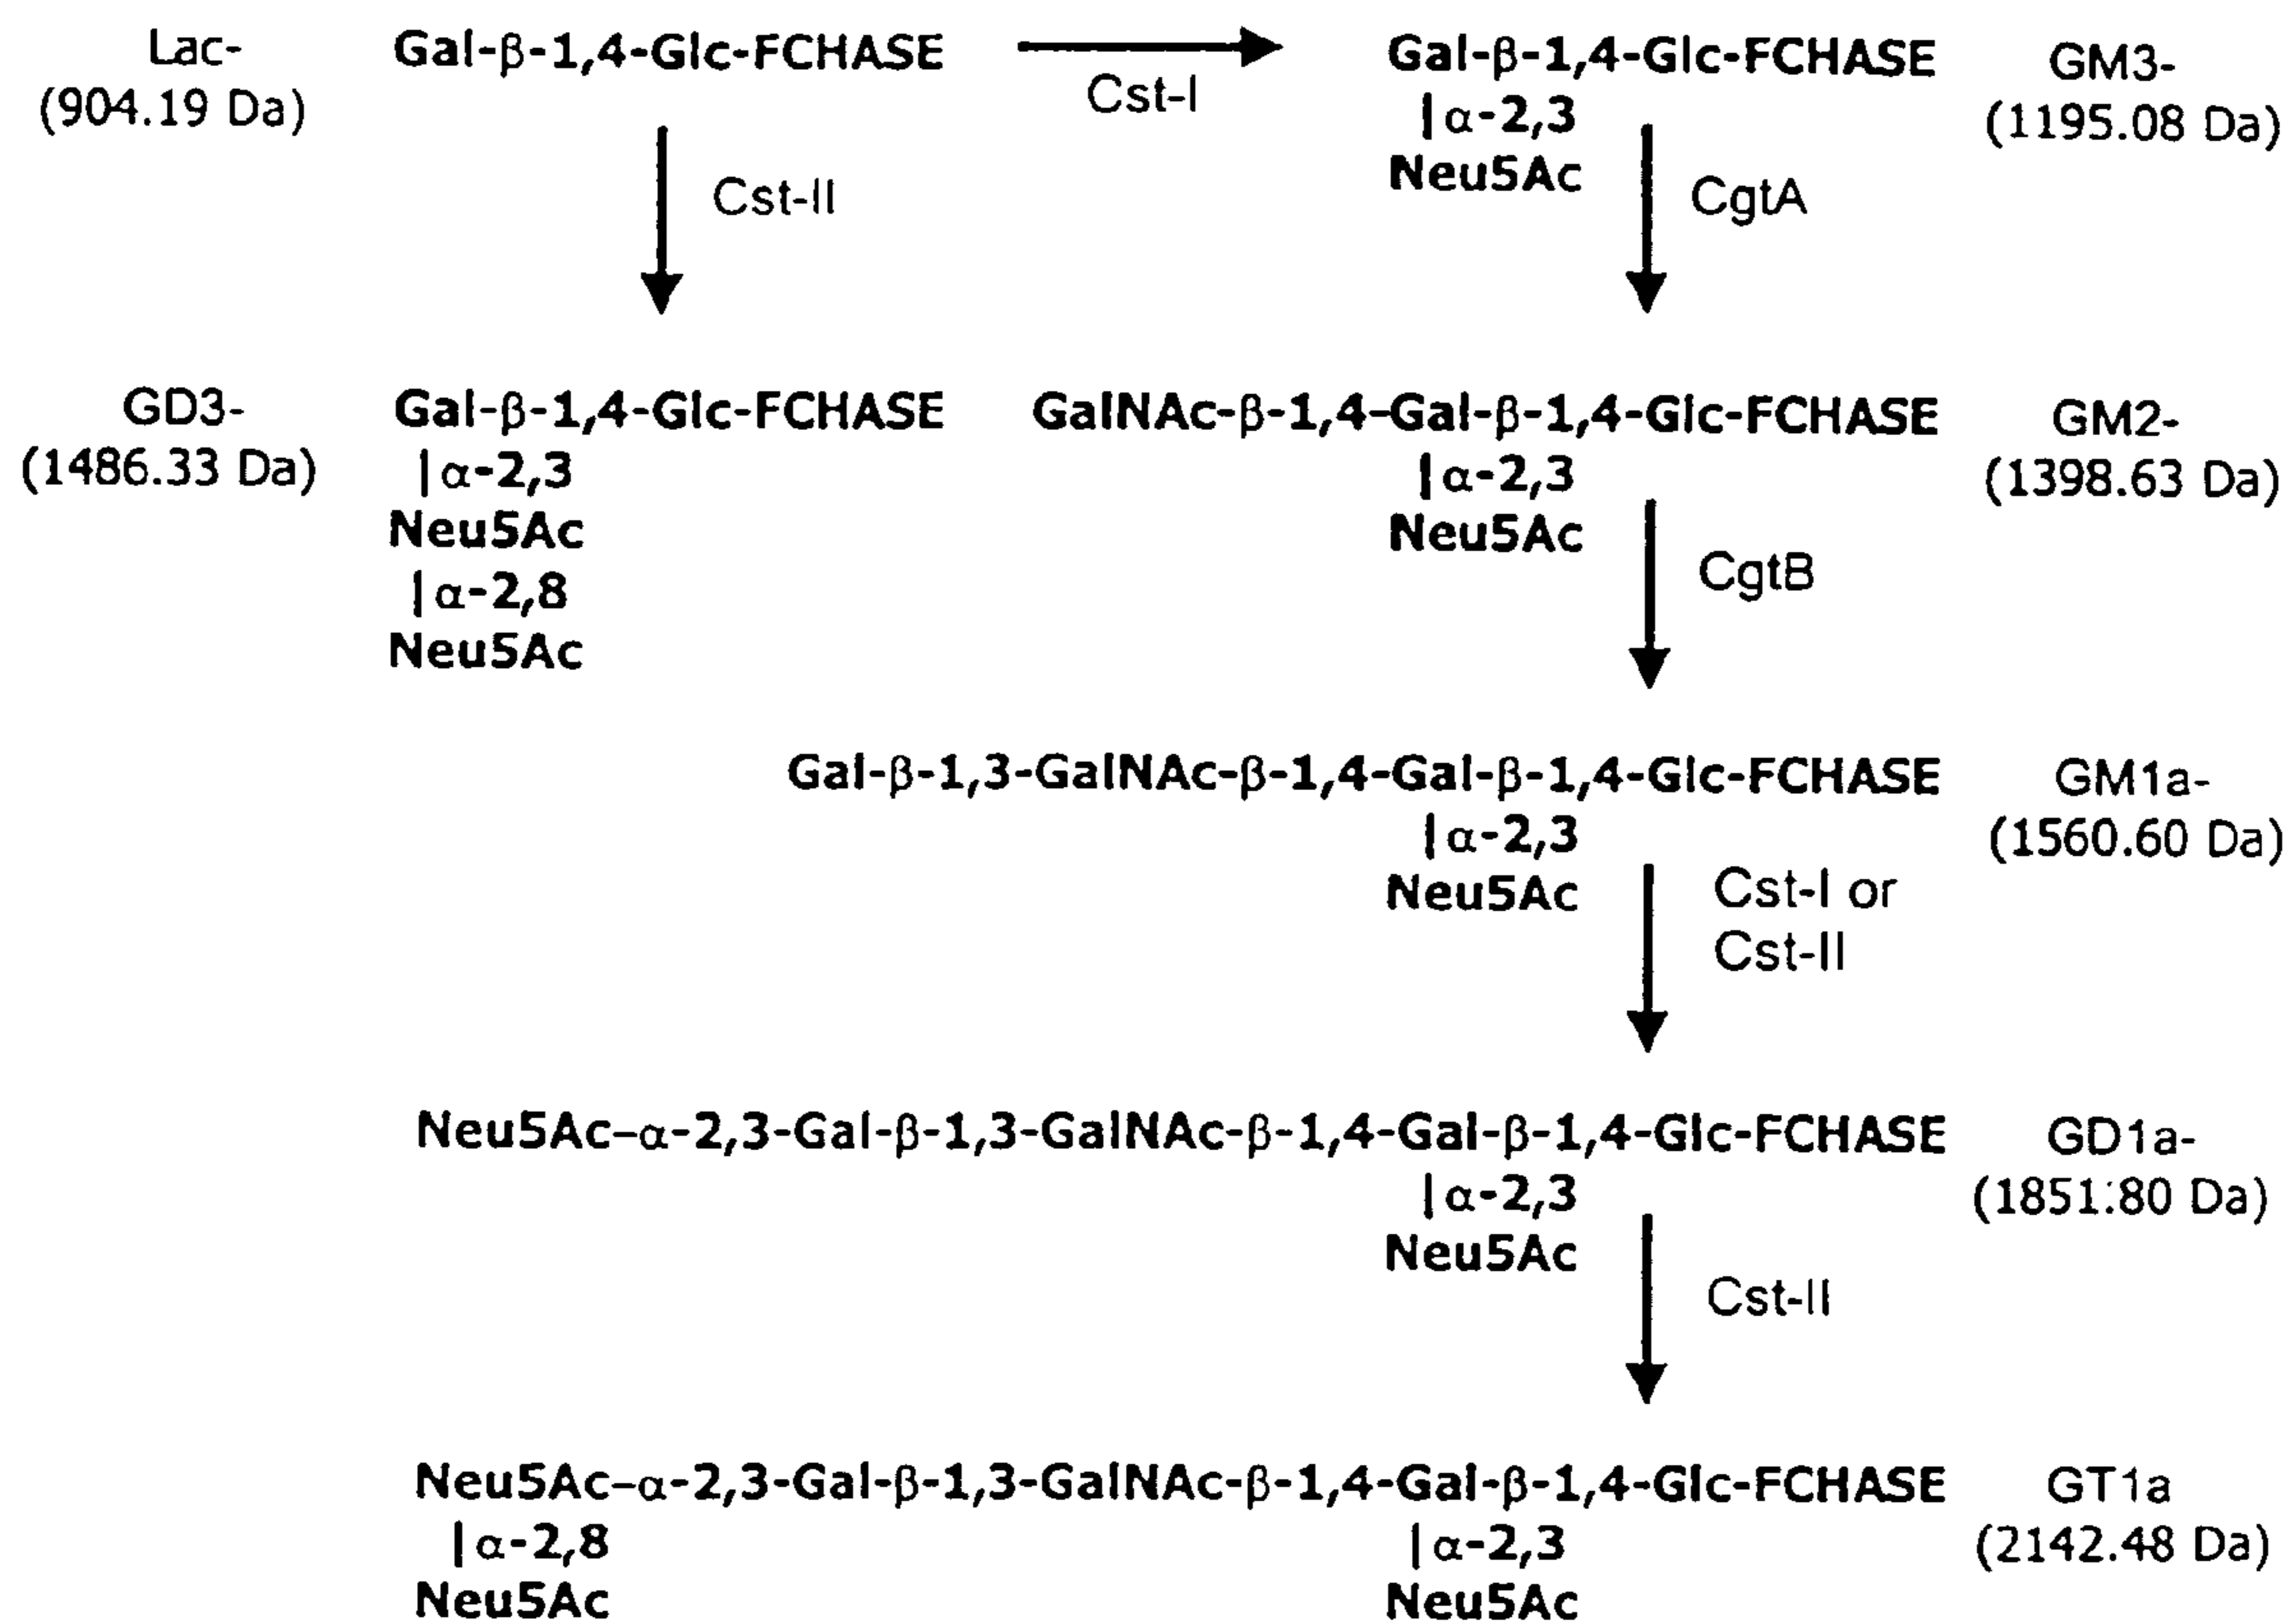 Lac-
(904.19 Da)
Gal-β-1,4-Glc-FCHASE
Cst-I
Gal-β-1,4-Glc-FCHASE
|α-2,3
Neu5Ac
GM3-
(1195.08 Da)
Cst-II
CgtA
GD3-
(1486.33 Da)
Gal-β-1,4-Glc-FCHASE
|α-2,3
Neu5Ac
|α-2,8
Neu5Ac
GalNAc-β-1,4-Gal-β-1,4-Glc-FCHASE
|α-2,3
Neu5Ac
GM2-
(1398.63 Da)
CgtB
Gal-β-1,3-GalNAc-β-1,4-Gal-β-1,4-Glc-FCHASE
|α-2,3
Neu5Ac
GM1a-
(1560.60 Da)
Cst-I or
Cst-II
Neu5Ac-α-2,3-Gal-β-1,3-GalNAc-β-1,4-Gal-β-1,4-Glc-FCHASE
|α-2,3
Neu5Ac
GD1a-
(1851.80 Da)
Cst-II
Neu5Ac-α-2,3-Gal-β-1,3-GalNAc-β-1,4-Gal-β-1,4-Glc-FCHASE
|α-2,8
Neu5Ac
|α-2,3
Neu5Ac
GT1a
(2142.48 Da)